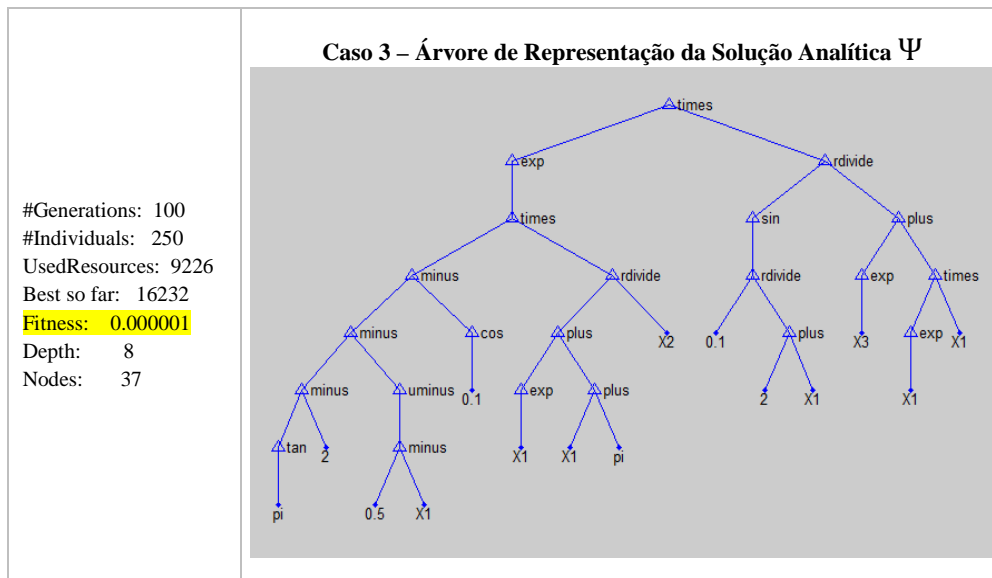 Caso 3 – Árvore de Representação da Solução Analítica Ψ
#Generations: 100
#Individuals: 250
UsedResources: 9226
Best so far: 16232
Fitness: 0.000001
Depth: 8
Nodes: 37
times
exp rdivide
times sin plus
minus rdivide rdivide exp times
minus cos plus X2 0.1 plus X3 exp X1
minus uminus 0.1 exp plus 2 X1 X1
tan 2 minus X1 X1 pi
pi 0.5 X1